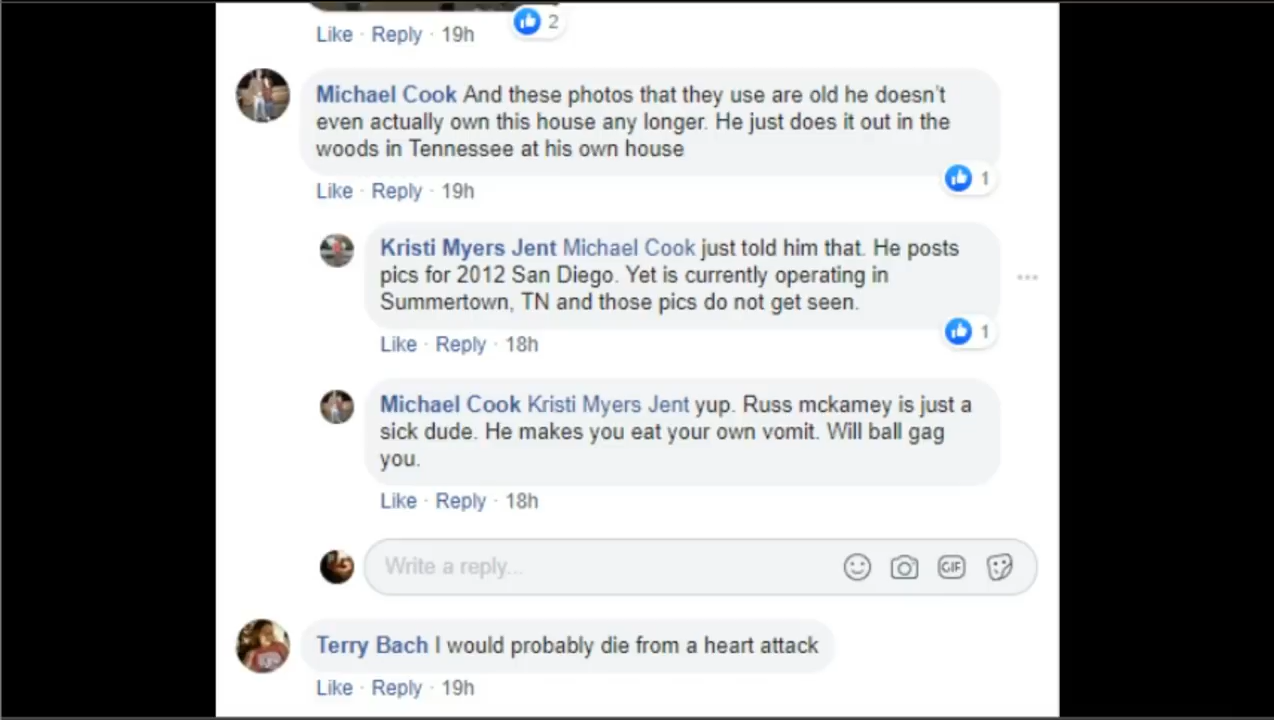 2
Like · Reply · 19h
Michael Cook And these photos that they use are old he doesn't
even actually own this house any longer. He just does it out in the
woods in Tennessee at his own house
1
Like · Reply · 19h
Kristi Myers Jent Michael Cook just told him that. He posts
pics for 2012 San Diego. Yet is currently operating in
Summertown, TN and those pics do not get seen.
1
Like · Reply · 18h
Michael Cook Kristi Myers Jent yup. Russ mckamey is just a
sick dude. He makes you eat your own vomit. Will ball gag
you.
Like · Reply · 18h
Write a reply...
GIF
Terry Bach I would probably die from a heart attack
Like · Reply · 19h